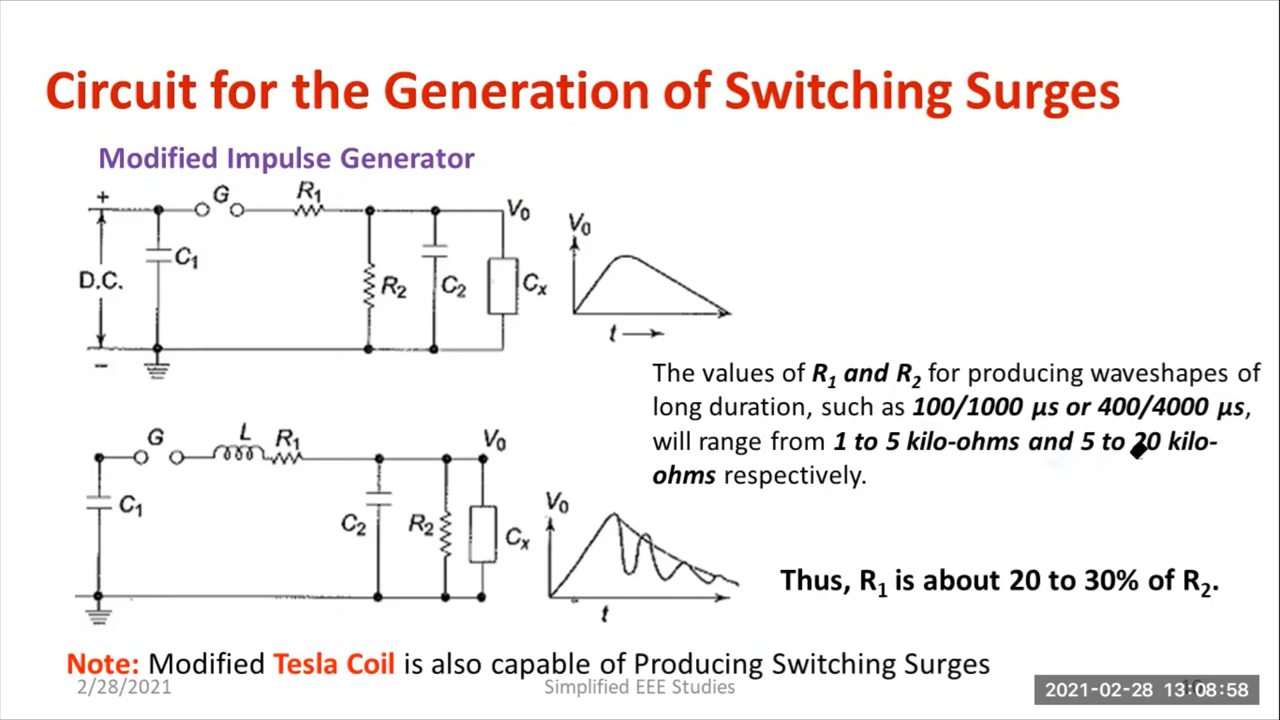 Circuit for the Generation of Switching Surges
Modified Impulse Generator
+
G
R1
V0
C1
D.C.
R2
C2
Cx
-
V0
t
The values of R1 and R2 for producing waveshapes of
long duration, such as 100/1000 µs or 400/4000 µs,
will range from 1 to 5 kilo-ohms and 5 to 20 kilo-
ohms respectively.
G
L
R1
V0
C1
C2
R2
Cx
V0
t
Thus, R1 is about 20 to 30% of R2.
Note: Modified Tesla Coil is also capable of Producing Switching Surges
2/28/2021
Simplified EEE Studies
2021-02-28 13:08:58